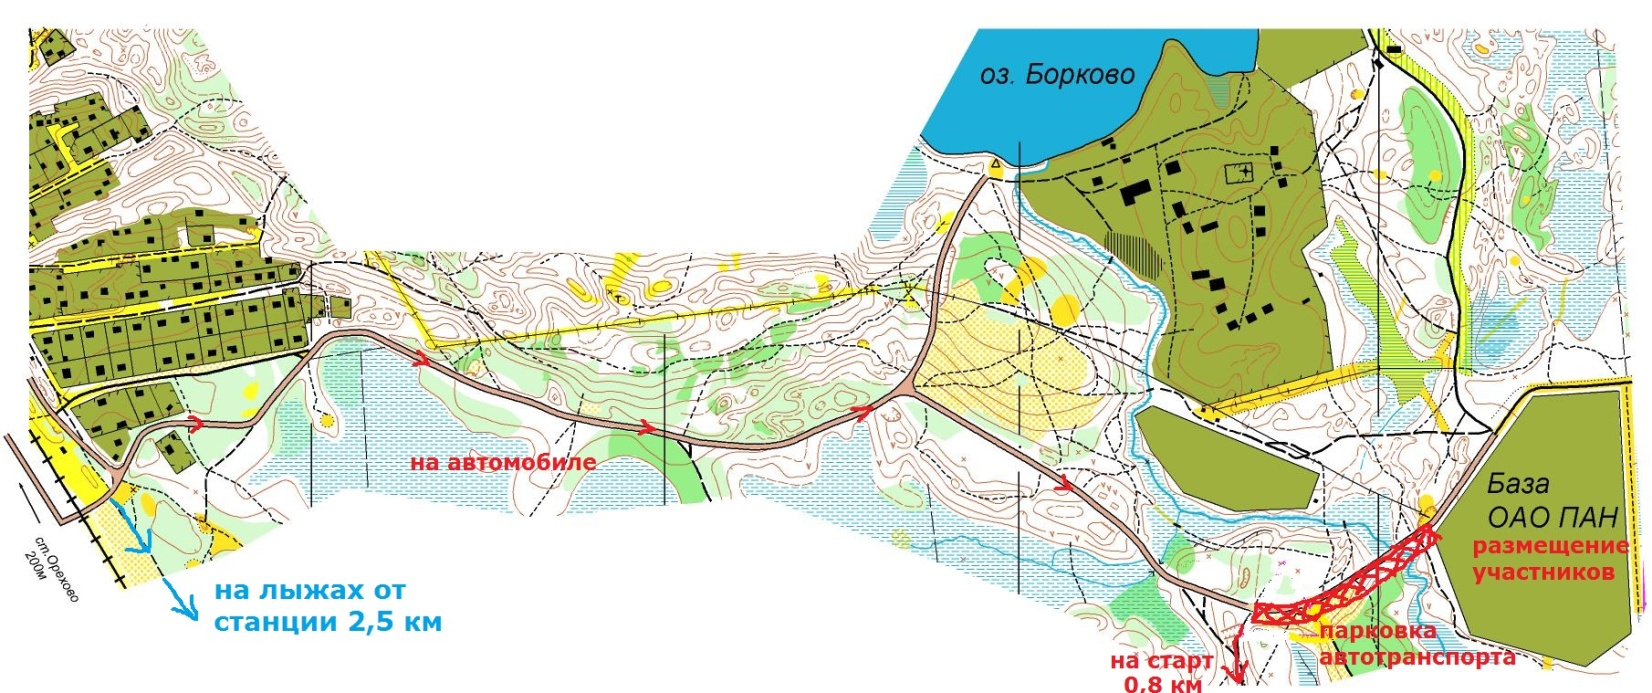 оз. Борково
на автомобиле
ст.Орехово
200м
на лыжах от
станции 2,5 км
База
ОАО ПАН
размещение
участников
парковка
автотранспорта
на старт
0,8 км